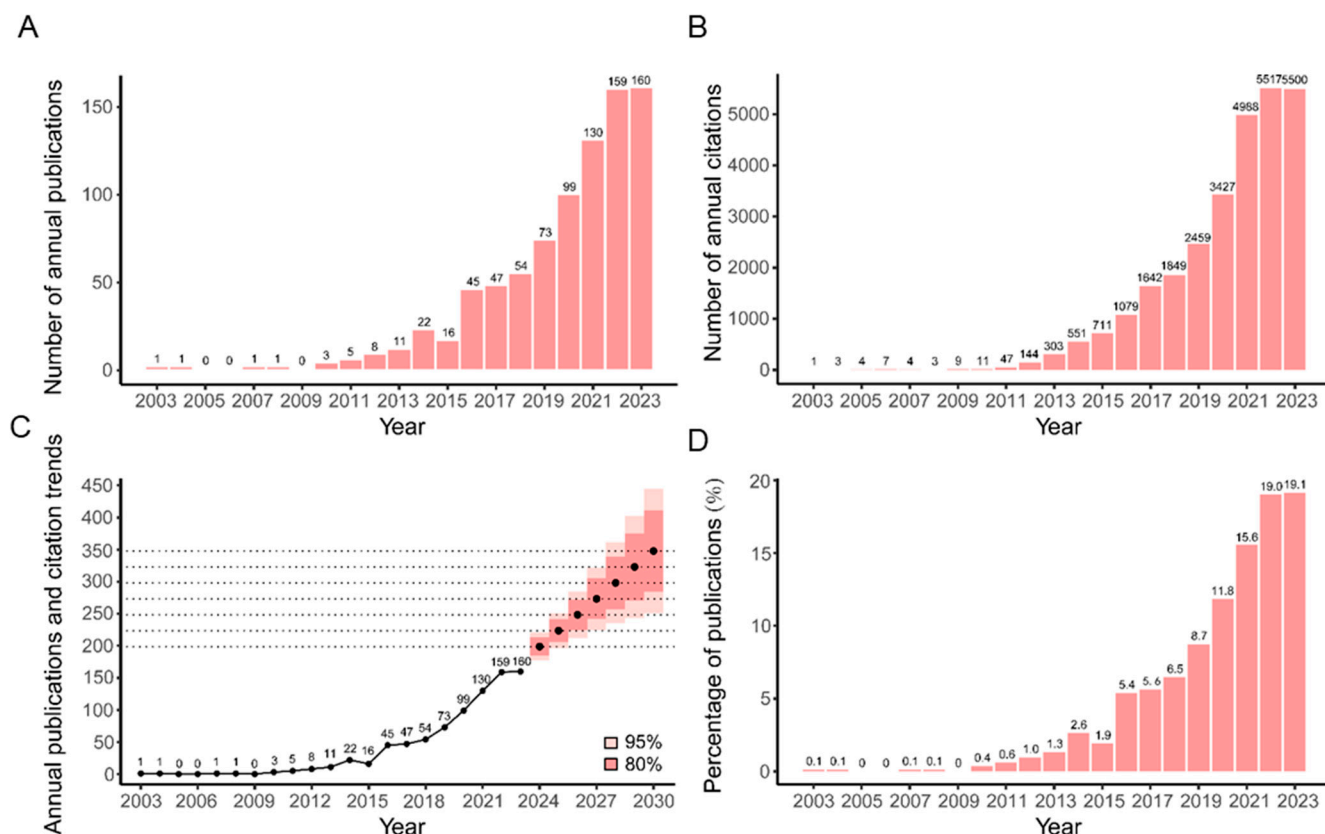 A
Number of annual publications
150
100
50
0
1 1 0 0 1 1 0 3 5 8 11 22 16 45 47 54 73 99 130 159 160
2003 2005 2007 2009 2011 2013 2015 2017 2019 2021 2023
Year
B
Number of annual citations
5000
4000
3000
2000
1000
0
1 3 4 7 4 3 9 11 47 144 303 551 711 1079 1642 1849 2459 3427 4988 5517 5500
2003 2005 2007 2009 2011 2013 2015 2017 2019 2021 2023
Year
C
Annual publications and citation trends
450
400
350
300
250
200
150
100
50
0
1 1 0 0 1 1 0 3 5 8 11 22 16 45 47 54 73 99 130 159 160
95%
80%
2003 2006 2009 2012 2015 2018 2021 2024 2027 2030
Year
D
Percentage of publications (%)
20
15
10
5
0
0.1 0.1 0 0 0.1 0.1 0 0.4 0.6 1.0 1.3 2.6 1.9 5.4 5.6 6.5 8.7 11.8 15.6 19.0 19.1
2003 2005 2007 2009 2011 2013 2015 2017 2019 2021 2023
Year